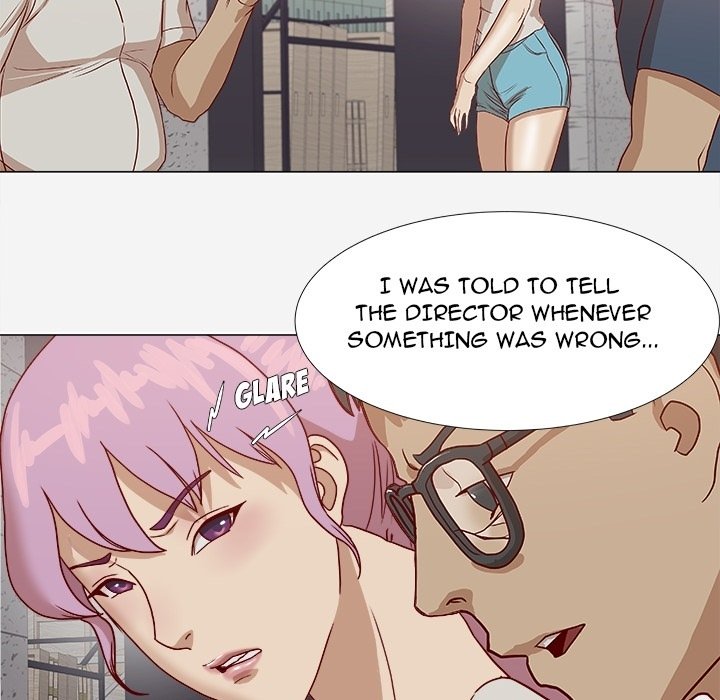 I WAS TOLD TO TELL
THE DIRECTOR WHENEVER
SOMETHING WAS WRONG...
GLARE